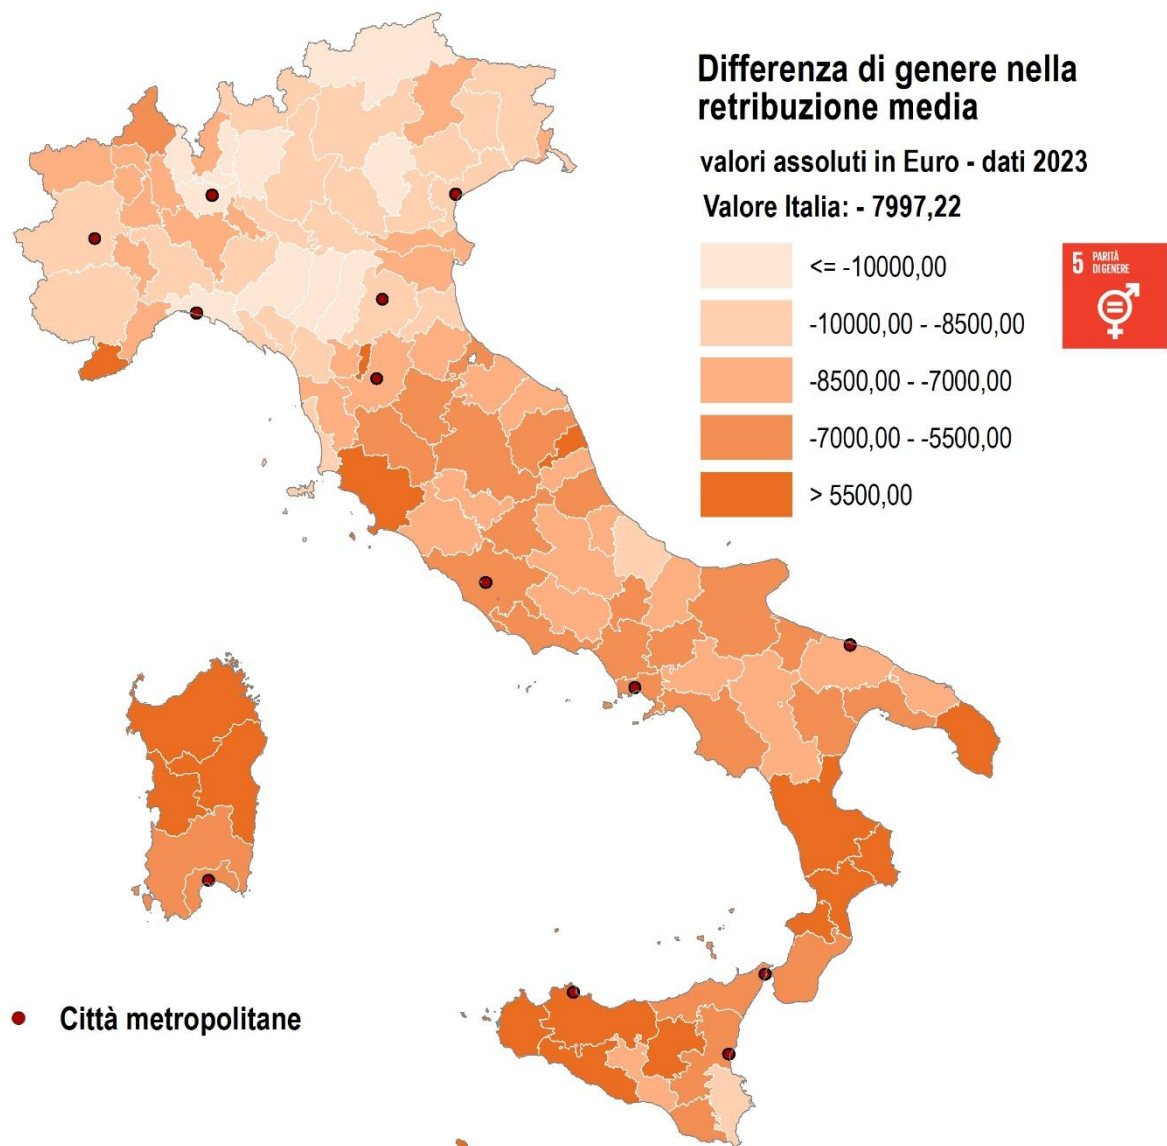 Differenza di genere nella
retribuzione media
valori assoluti in Euro - dati 2023
Valore Italia: - 7997,22
<= -10000,00
-10000,00 - -8500,00
-8500,00 - -7000,00
-7000,00 - -5500,00
> 5500,00
5 PARITÀ
DI GENERE
Città metropolitane